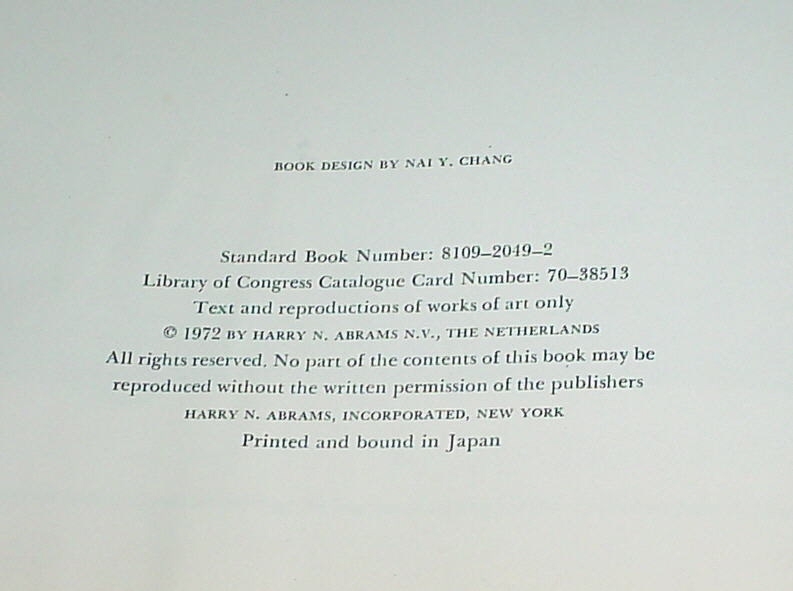 BOOK DESIGN BY NAI Y. CHANG
Standard Book Number: 8109–2049–2
Library of Congress Catalogue Card Number: 70–38513
Text and reproductions of works of art only
© 1972 BY HARRY N. ABRAMS N.V., THE NETHERLANDS
All rights reserved. No part of the contents of this book may be
reproduced without the written permission of the publishers
HARRY N. ABRAMS, INCORPORATED, NEW YORK
Printed and bound in Japan